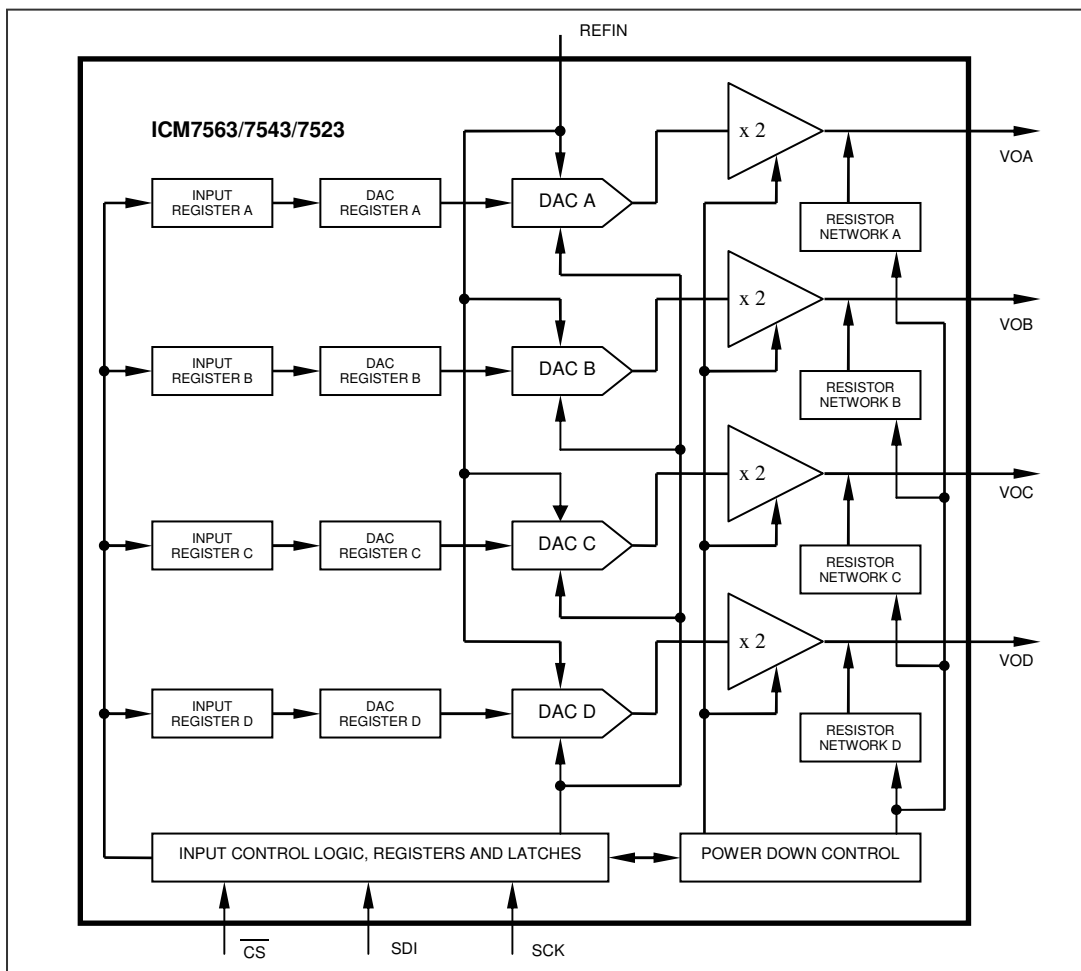 REFIN
ICM7563/7543/7523
x 2
VOA
INPUT
REGISTER A
DAC
REGISTER A
DAC A
RESISTOR
NETWORK A
x 2
VOB
INPUT
REGISTER B
DAC
REGISTER B
DAC B
RESISTOR
NETWORK B
x 2
VOC
INPUT
REGISTER C
DAC
REGISTER C
DAC C
RESISTOR
NETWORK C
x 2
VOD
INPUT
REGISTER D
DAC
REGISTER D
DAC D
RESISTOR
NETWORK D
INPUT CONTROL LOGIC, REGISTERS AND LATCHES
POWER DOWN CONTROL
C̅S̅
SDI
SCK